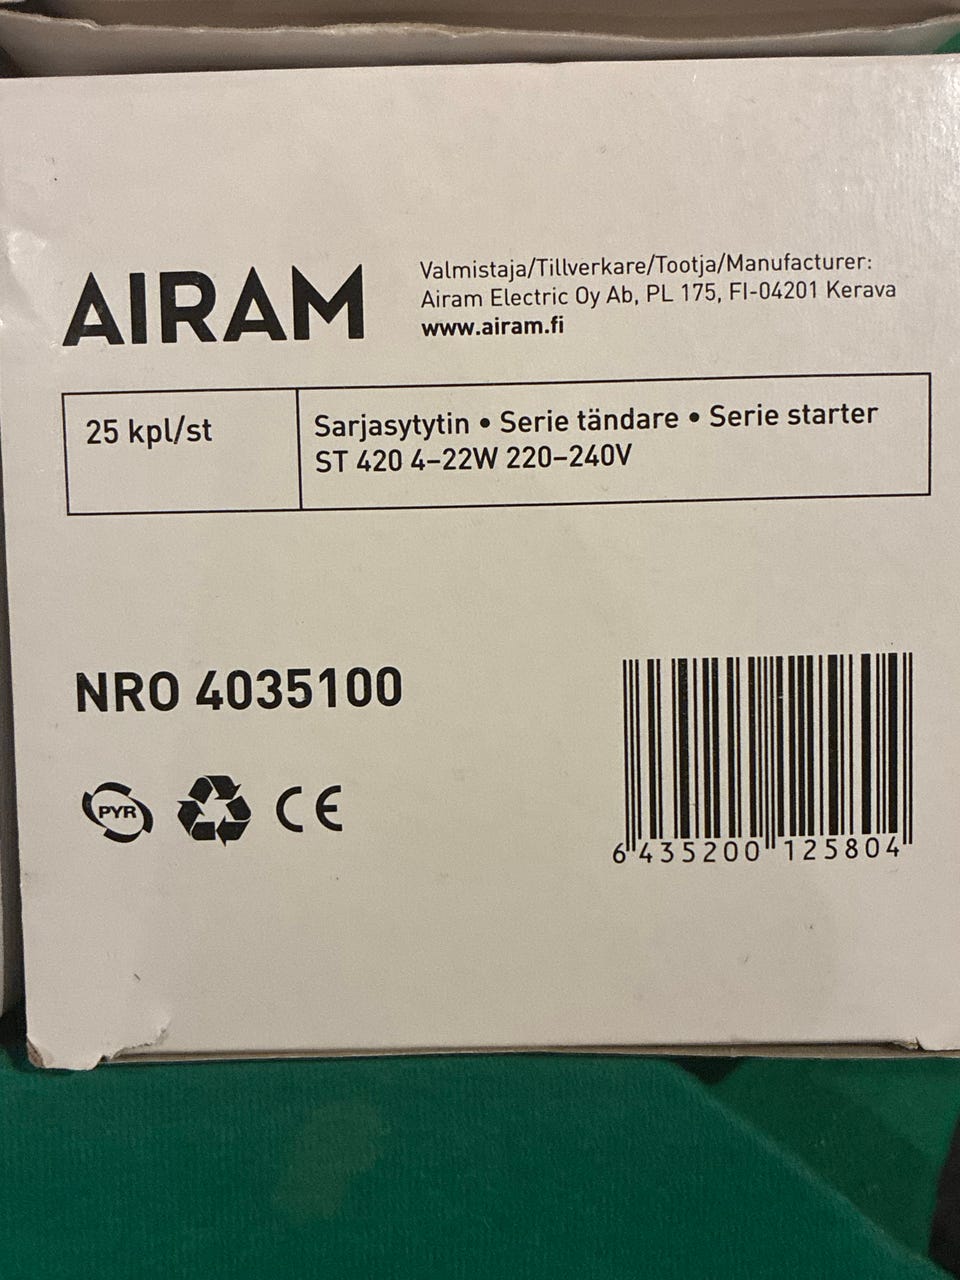 AIRAM
Valmistaja/Tillverkare/Tootja/Manufacturer:
Airam Electric Oy Ab, PL 175, FI-04201 Kerava
www.airam.fi
25 kpl/st
Sarjasytytin • Serie tändare • Serie starter
ST 420 4–22W 220–240V
NRO 4035100
PYR
CE
6 435200 125804